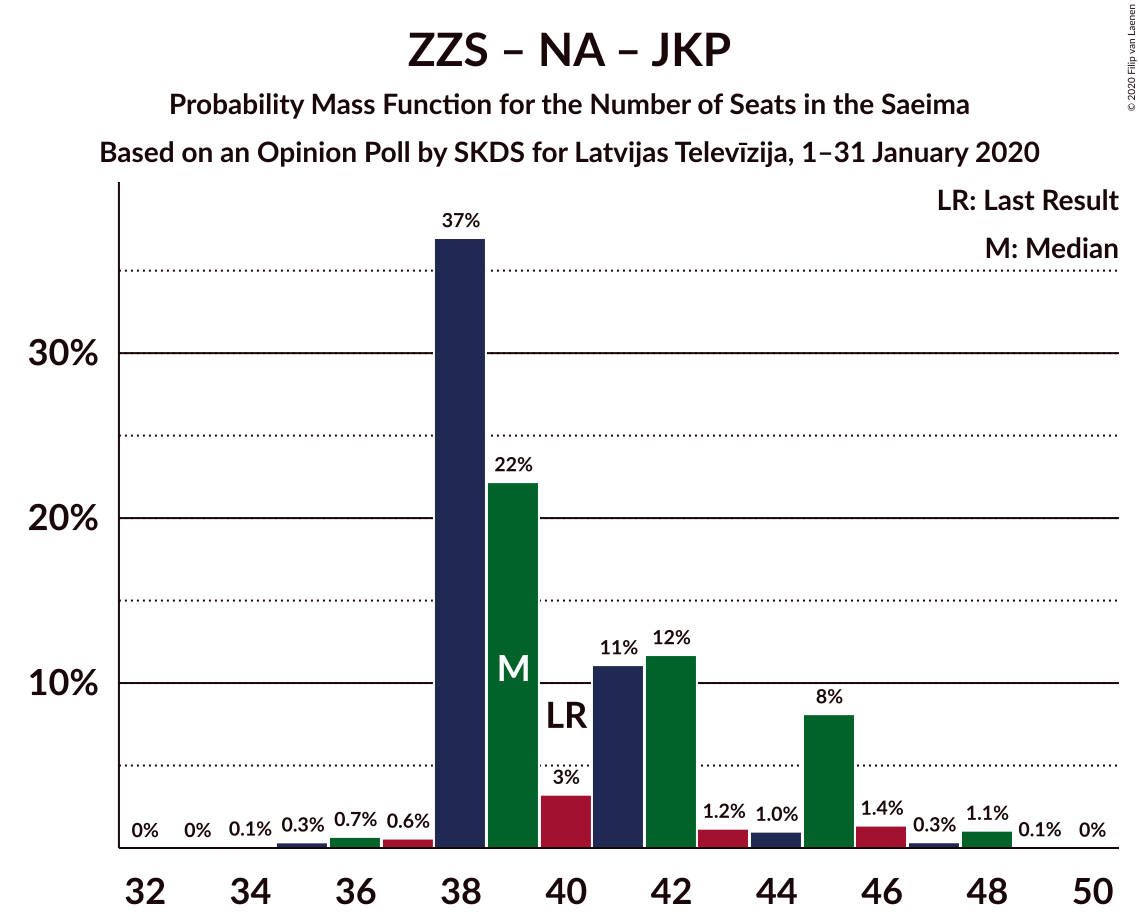 ZZS – NA – JKP
Probability Mass Function for the Number of Seats in the Saeima
Based on an Opinion Poll by SKDS for Latvijas Televīzija, 1–31 January 2020
© 2020 Filip van Laenen
LR: Last Result
M: Median
37%
30%
22%
20%
12%
11%
M
10%
8%
LR
3%
0% 0% 0.1% 0.3% 0.7% 0.6% 1.2% 1.0% 1.4% 0.3% 1.1% 0.1% 0%
32 34 36 38 40 42 44 46 48 50